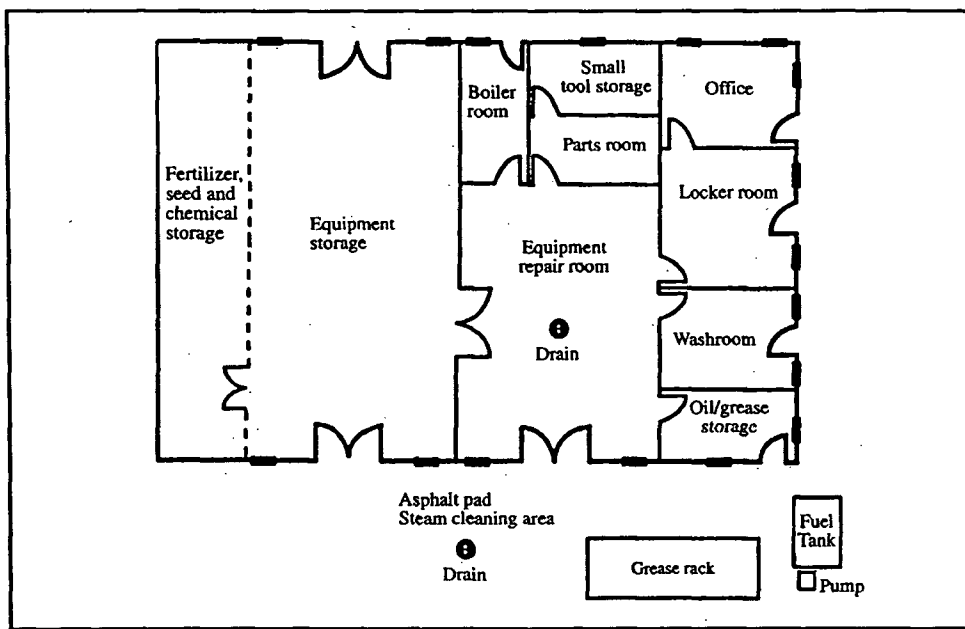 Small
tool storage
Office
Boiler
room
Parts room
Fertilizer,
seed and
chemical
storage
Locker room
Equipment
storage
Equipment
repair room
Drain
Washroom
Oil/grease
storage
Asphalt pad
Steam cleaning area
Drain
Grease rack
Fuel
Tank
Pump